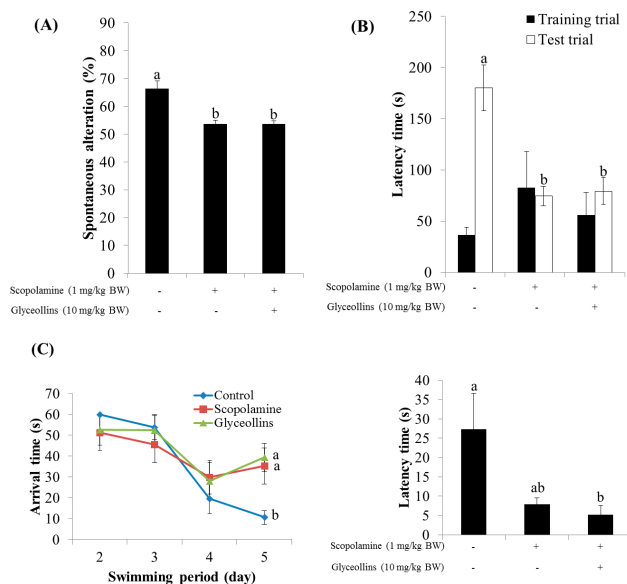 (A)
Spontaneous alteration (%)
90
80
70
60
50
40
30
20
10
0
a
b
b
Scopolamine (1 mg/kg BW) - + +
Glyceollins (10 mg/kg BW) - - +
(B)
Training trial
Test trial
Latency time (s)
250
200
150
100
50
0
a
b
b
Scopolamine (1 mg/kg BW) - + +
Glyceollins (10 mg/kg BW) - - +
(C)
Arrival time (s)
70
60
50
40
30
20
10
0
Control
Scopolamine
Glyceollins
a
a
b
2 3 4 5
Swimming period (day)
Latency time (s)
40
35
30
25
20
15
10
5
0
a
ab
b
Scopolamine (1 mg/kg BW) - + +
Glyceollins (10 mg/kg BW) - - +